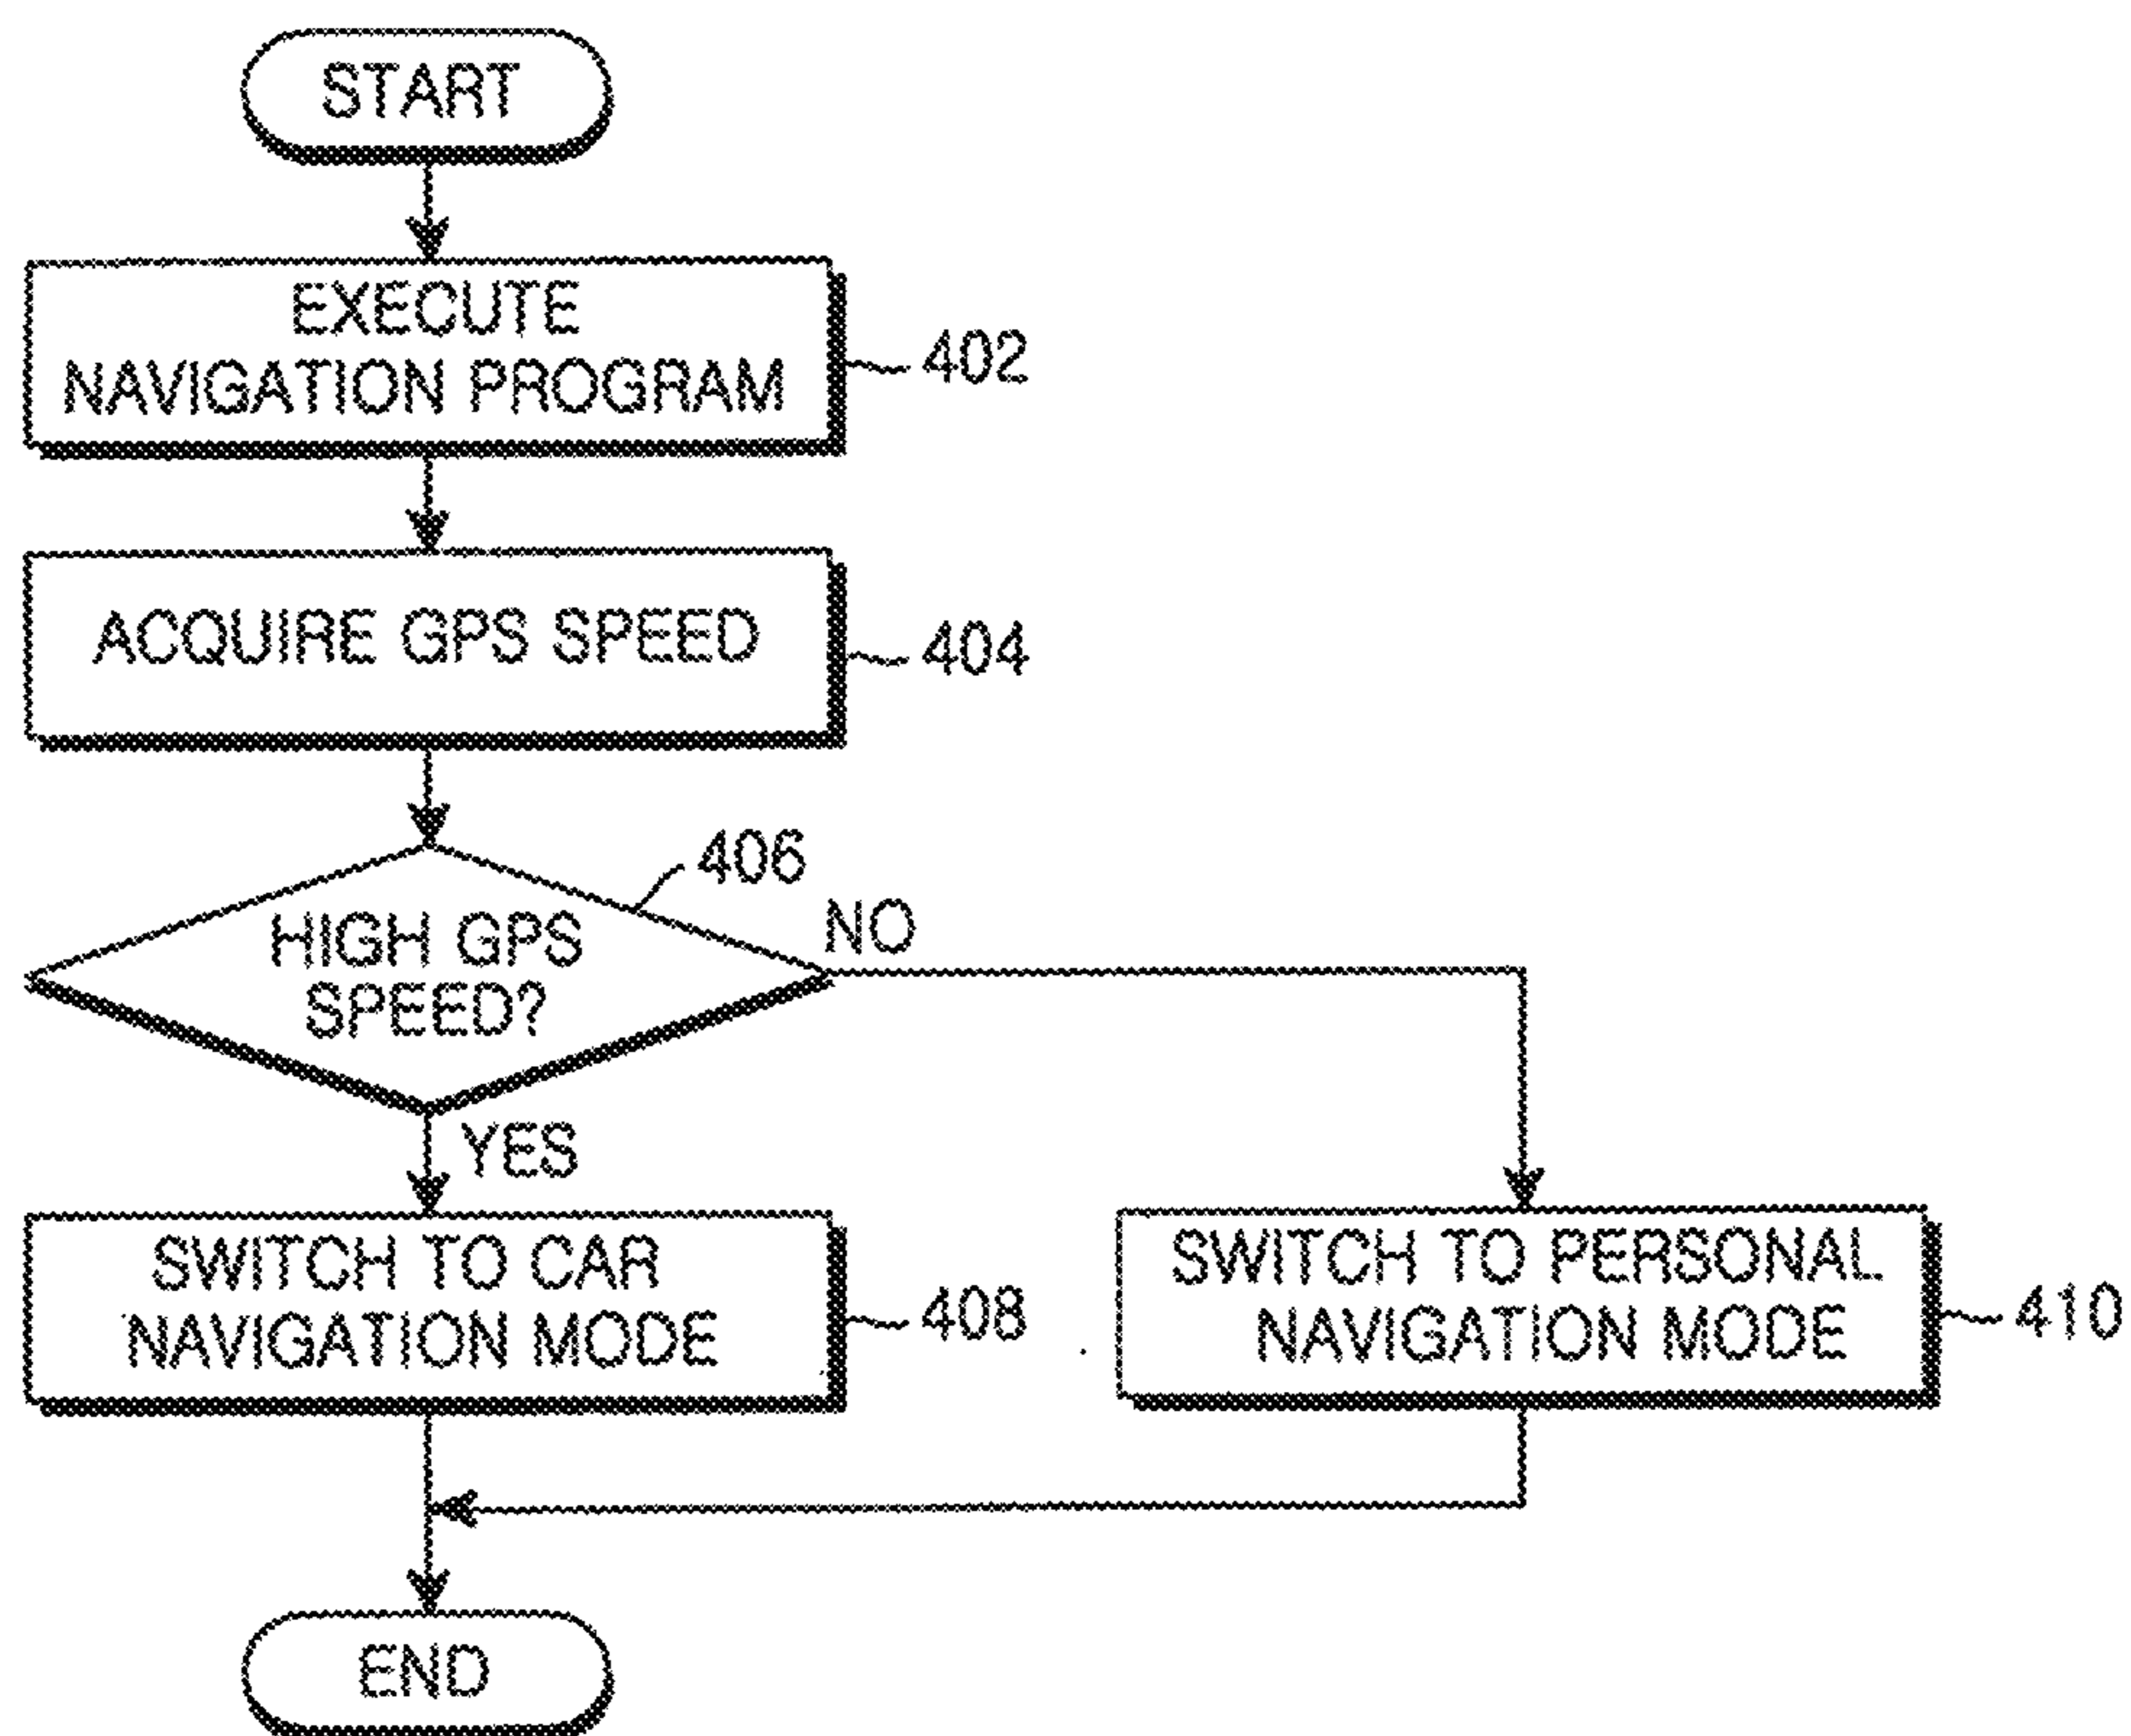 START
EXECUTE
NAVIGATION PROGRAM
402
ACQUIRE GPS SPEED
404
406
HIGH GPS
SPEED?
NO
YES
SWITCH TO CAR
NAVIGATION MODE
408
SWITCH TO PERSONAL
NAVIGATION MODE
410
END